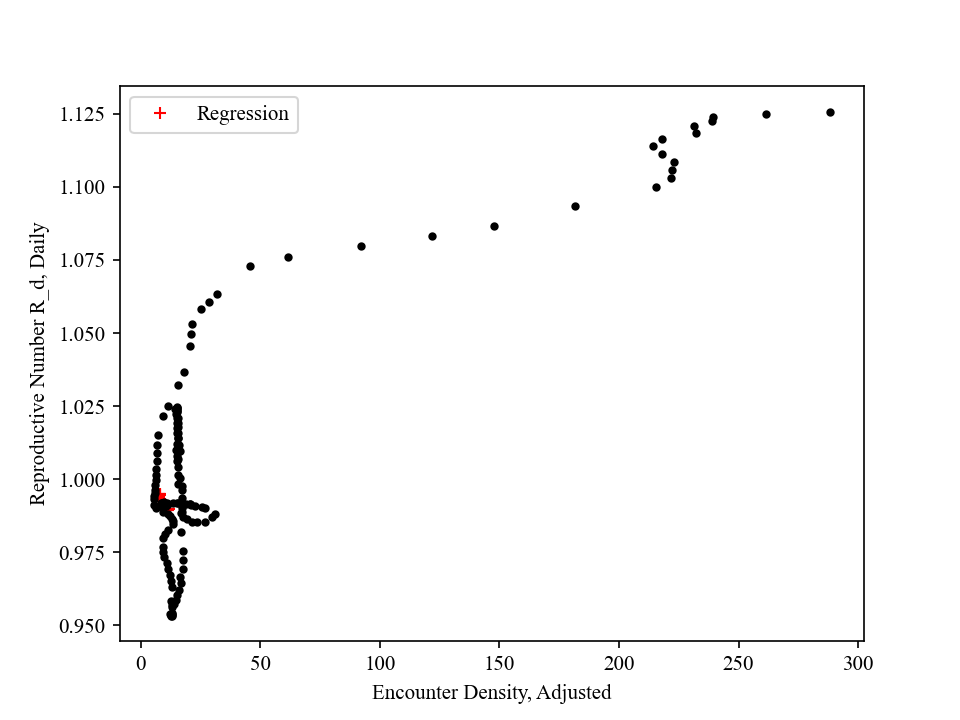 Regression
1.125
1.100
1.075
1.050
1.025
1.000
0.975
0.950
Reproductive Number R_d, Daily
0 50 100 150 200 250 300
Encounter Density, Adjusted